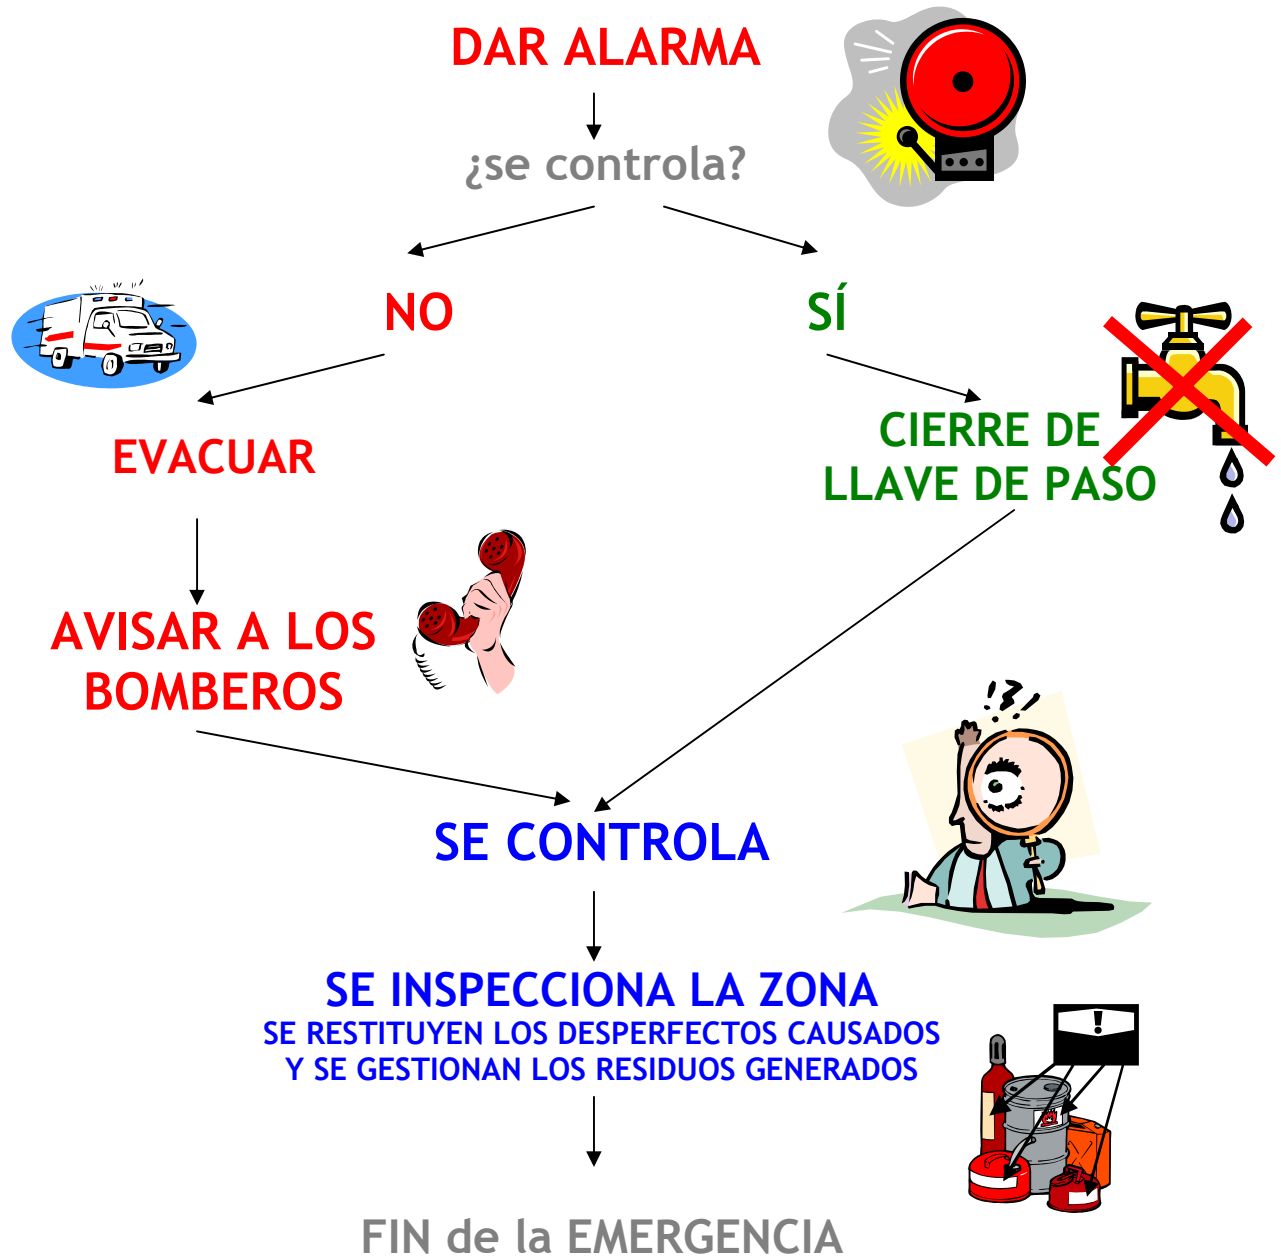 DAR ALARMA
¿se controla?
NO
SÍ
EVACUAR
CIERRE DE
LLAVE DE PASO
AVISAR A LOS
BOMBEROS
!?!
SE CONTROLA
SE INSPECCIONA LA ZONA
SE RESTITUYEN LOS DESPERFECTOS CAUSADOS
Y SE GESTIONAN LOS RESIDUOS GENERADOS
!
FIN de la EMERGENCIA